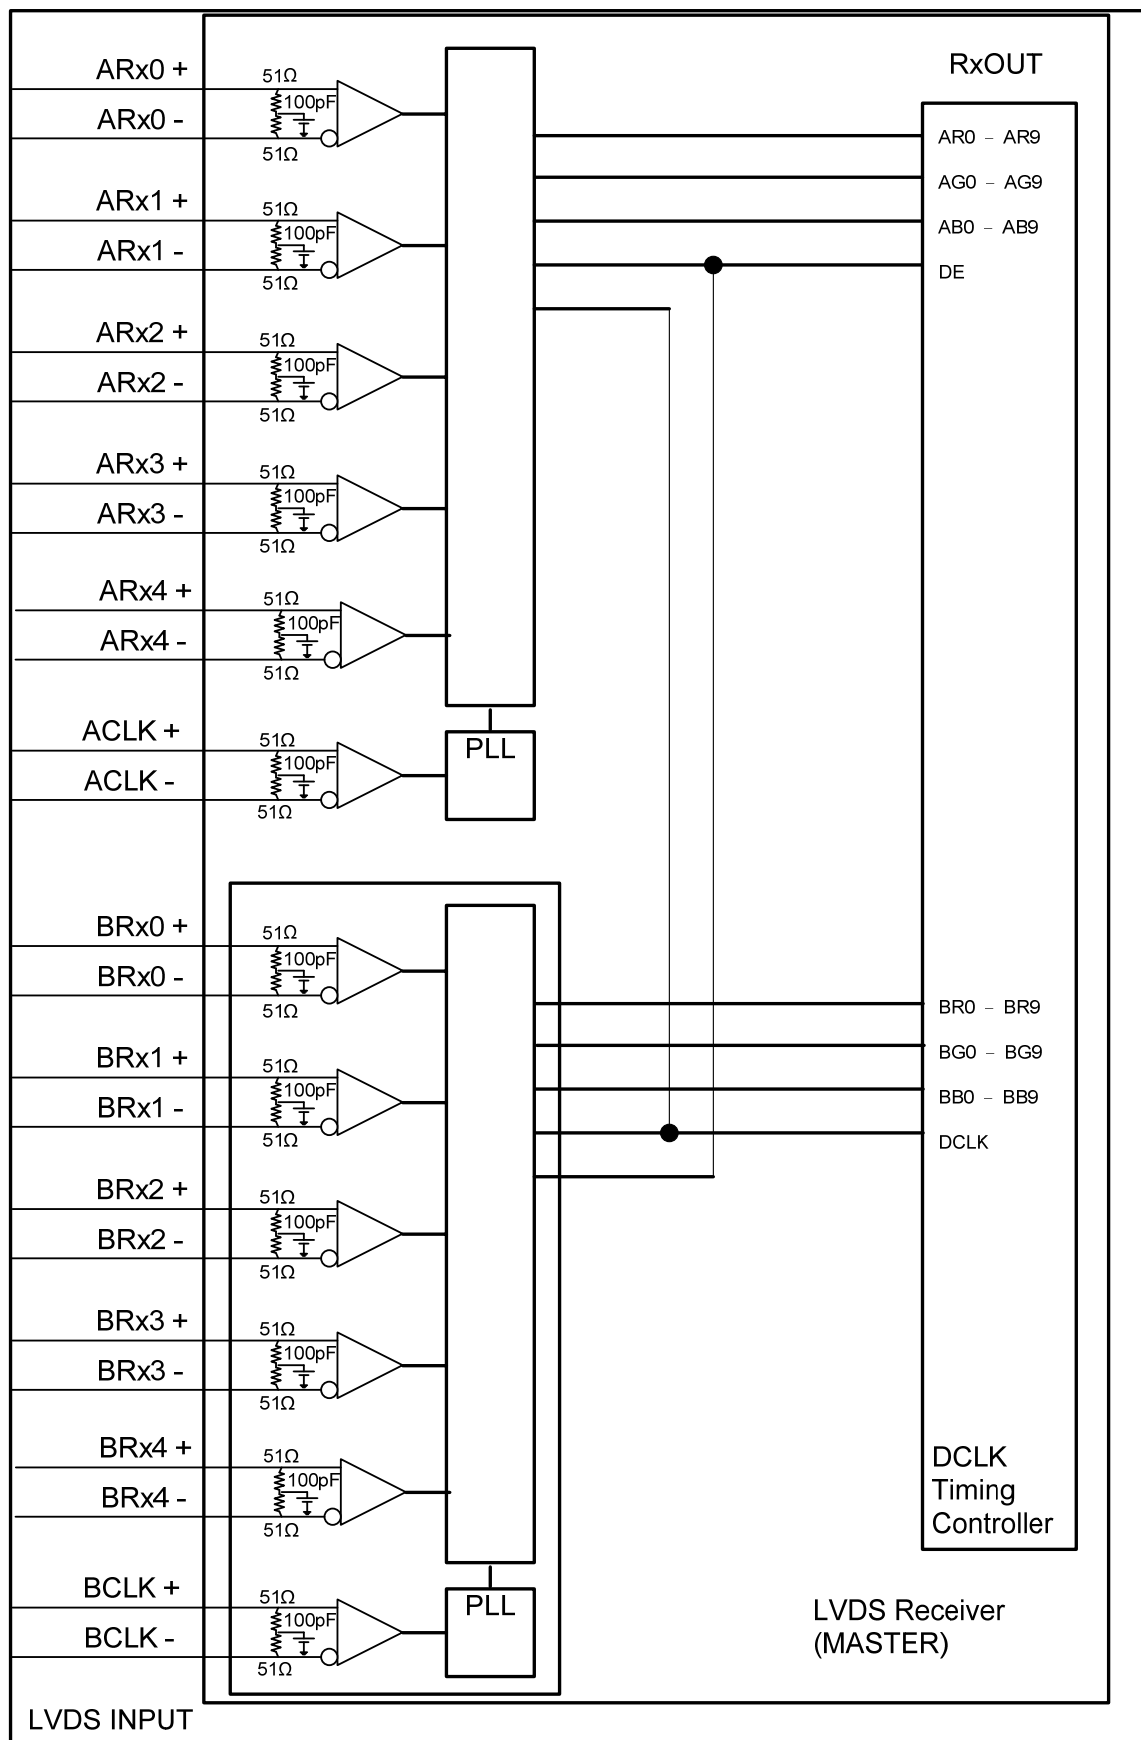 RxOUT
ARx0 +
51Ω
100pF
ARx0 -
51Ω
AR0 – AR9
AG0 – AG9
ARx1 +
51Ω
100pF
AB0 – AB9
ARx1 -
51Ω
DE
ARx2 +
51Ω
100pF
ARx2 -
51Ω
ARx3 +
51Ω
100pF
ARx3 -
51Ω
ARx4 +
51Ω
100pF
ARx4 -
51Ω
ACLK +
51Ω
PLL
100pF
ACLK -
51Ω
BRx0 +
51Ω
100pF
BRx0 -
51Ω
BR0 – BR9
BG0 – BG9
BRx1 +
51Ω
100pF
BB0 – BB9
BRx1 -
51Ω
DCLK
BRx2 +
51Ω
100pF
BRx2 -
51Ω
BRx3 +
51Ω
100pF
BRx3 -
51Ω
BRx4 +
51Ω
100pF
BRx4 -
51Ω
DCLK
Timing
Controller
BCLK +
51Ω
PLL
100pF
BCLK -
51Ω
LVDS Receiver
(MASTER)
LVDS INPUT